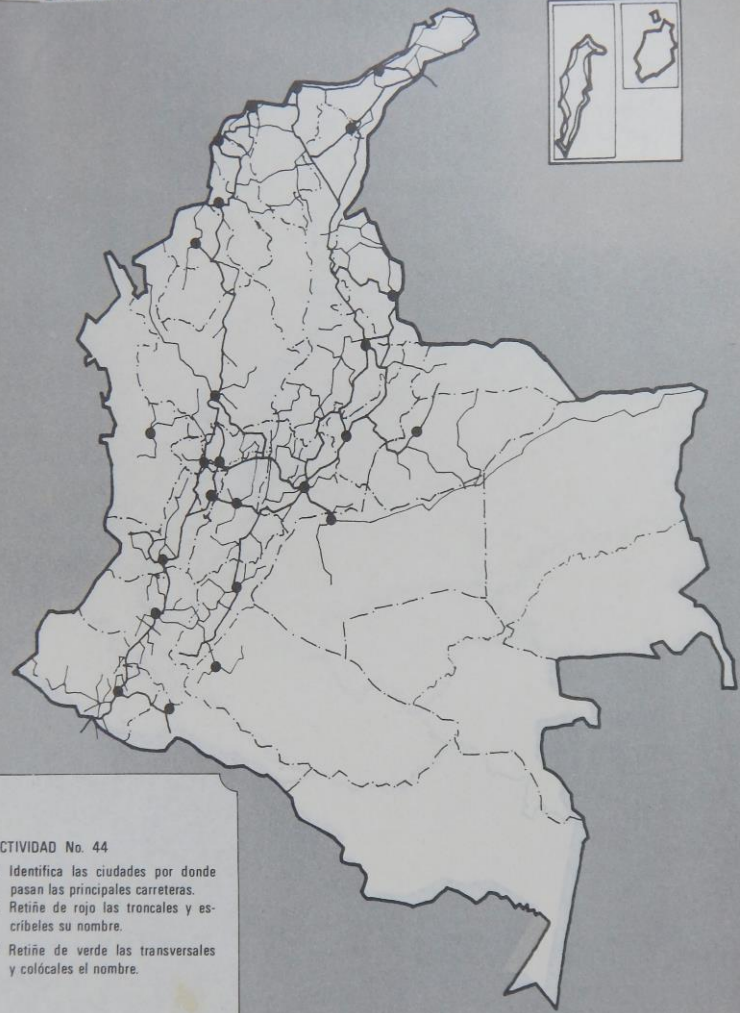 CTIVIDAD No. 44
Identifica las ciudades por donde
pasan las principales carreteras.
Retiñe de rojo las troncales y es-
críbeles su nombre.
Retiñe de verde las transversales
y colócales el nombre.